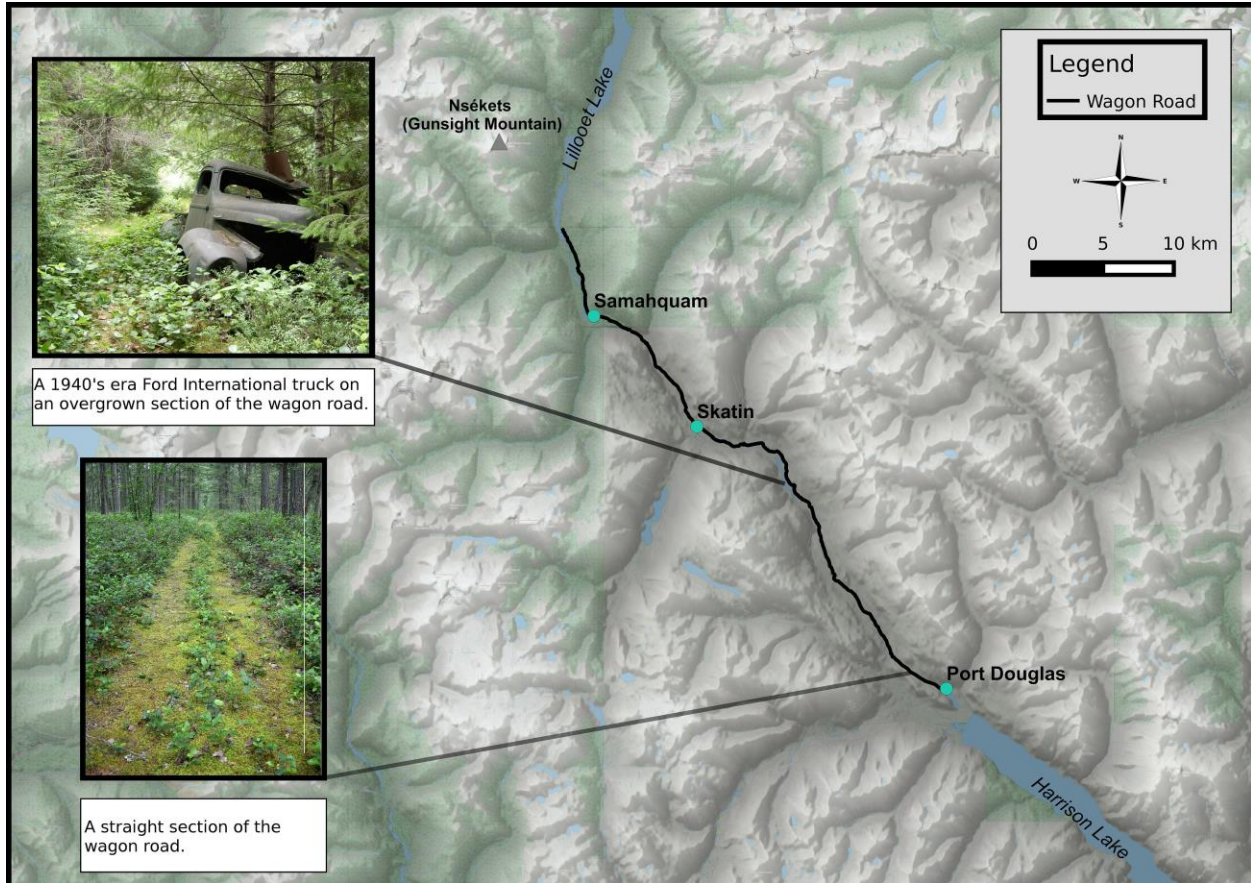 Nsékets
(Gunsight Mountain)
Lillooet Lake
Legend
Wagon Road
N
W
E
S
0 5 10 km
Samahquam
A 1940's era Ford International truck on
an overgrown section of the wagon road.
Skatin
Port Douglas
Harrison Lake
A straight section of the
wagon road.